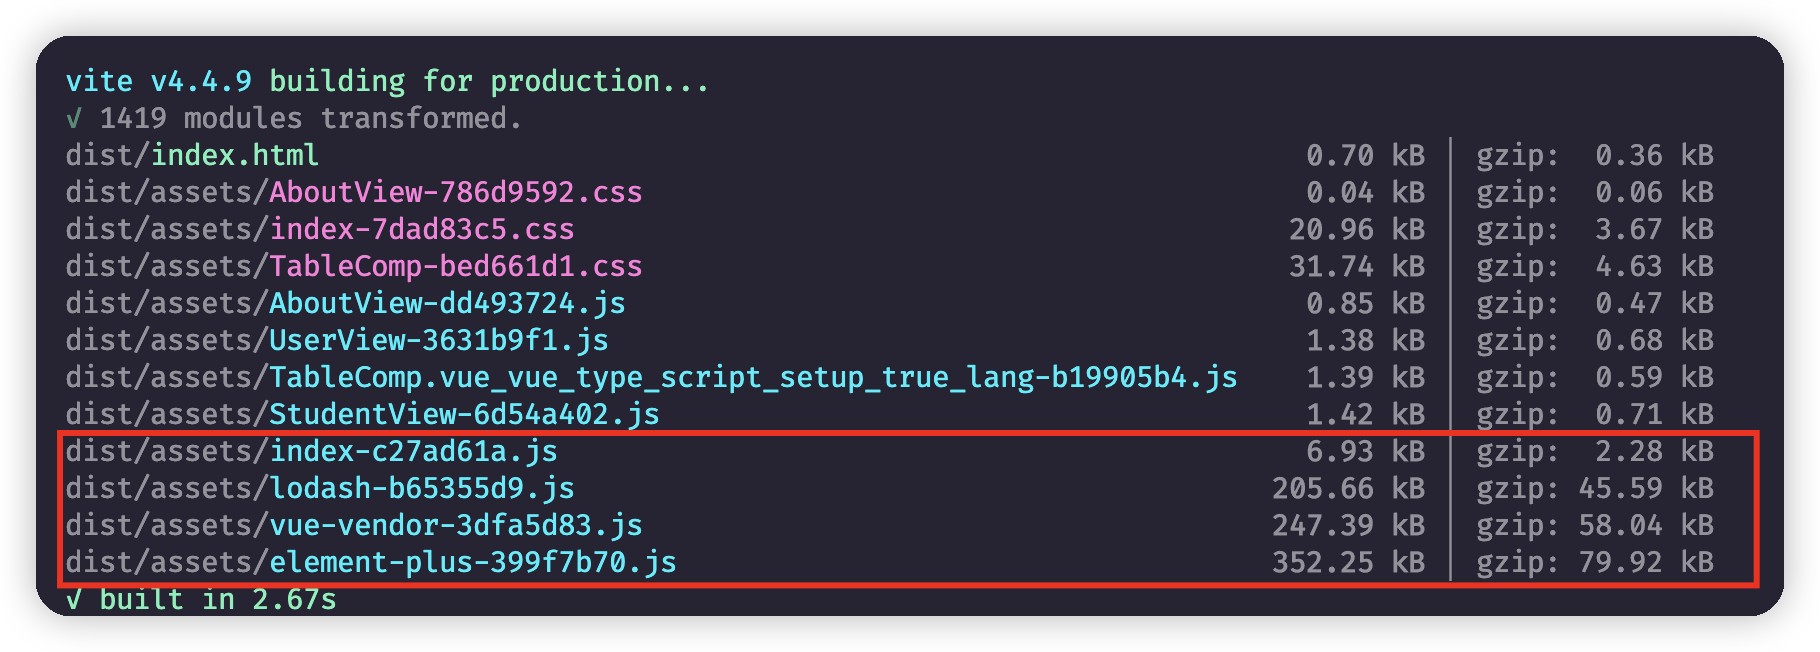 vite v4.4.9 building for production...
√ 1419 modules transformed.
dist/index.html 0.70 kB │ gzip: 0.36 kB
dist/assets/AboutView-786d9592.css 0.04 kB │ gzip: 0.06 kB
dist/assets/index-7dad83c5.css 20.96 kB │ gzip: 3.67 kB
dist/assets/TableComp-bed661d1.css 31.74 kB │ gzip: 4.63 kB
dist/assets/AboutView-dd493724.js 0.85 kB │ gzip: 0.47 kB
dist/assets/UserView-3631b9f1.js 1.38 kB │ gzip: 0.68 kB
dist/assets/TableComp.vue_vue_type_script_setup_true_lang-b19905b4.js 1.39 kB │ gzip: 0.59 kB
dist/assets/StudentView-6d54a402.js 1.42 kB │ gzip: 0.71 kB
dist/assets/index-c27ad61a.js 6.93 kB │ gzip: 2.28 kB
dist/assets/lodash-b65355d9.js 205.66 kB │ gzip: 45.59 kB
dist/assets/vue-vendor-3dfa5d83.js 247.39 kB │ gzip: 58.04 kB
dist/assets/element-plus-399f7b70.js 352.25 kB │ gzip: 79.92 kB
√ built in 2.67s